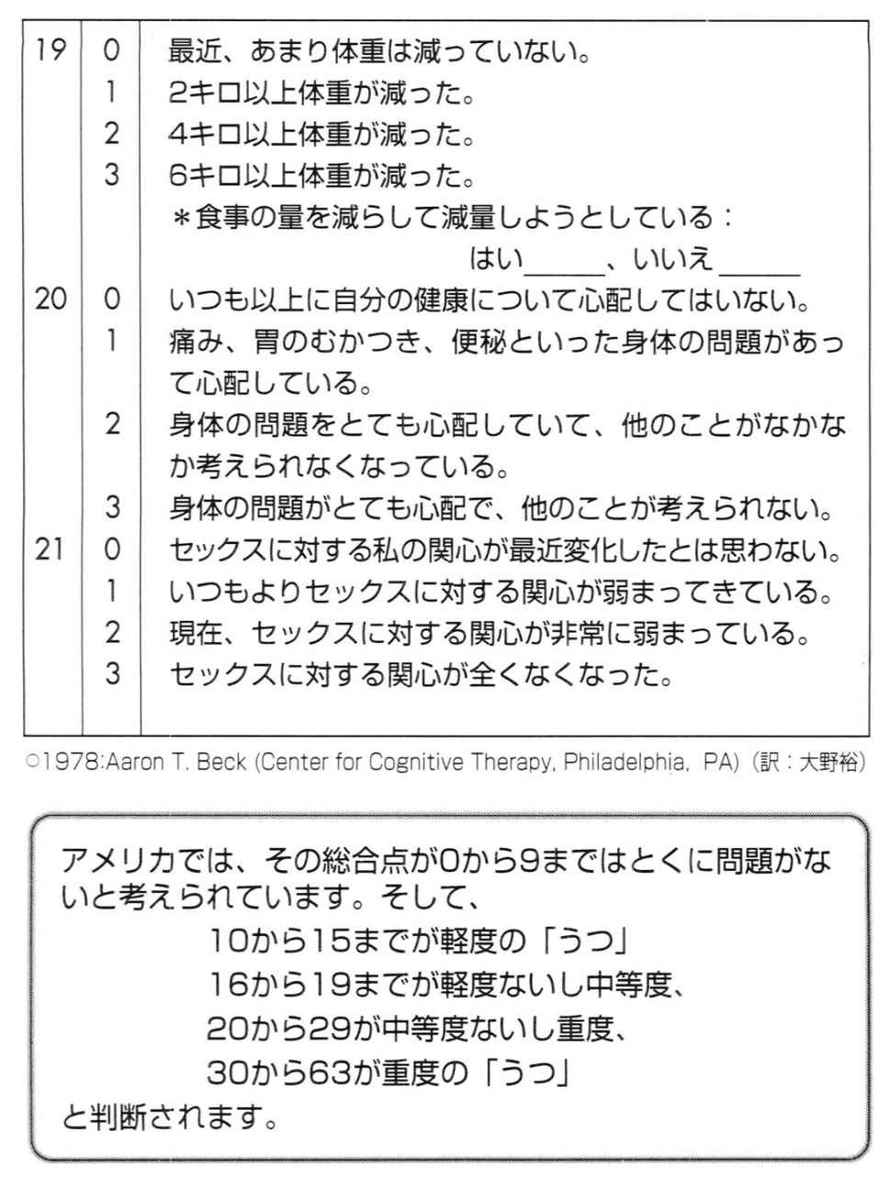 19 0 最近、あまり体重は減っていない。
1 2キロ以上体重が減った。
2 4キロ以上体重が減った。
3 6キロ以上体重が減った。
＊食事の量を減らして減量しようとしている：
はい______、いいえ______
20 0 いつも以上に自分の健康について心配してはいない。
1 痛み、胃のむかつき、便秘といった身体の問題があっ
て心配している。
2 身体の問題をとても心配していて、他のことがなかな
か考えられなくなっている。
3 身体の問題がとても心配で、他のことが考えられない。
21 0 セックスに対する私の関心が最近変化したとは思わない。
1 いつもよりセックスに対する関心が弱まってきている。
2 現在、セックスに対する関心が非常に弱まっている。
3 セックスに対する関心が全くなくなった。
○1978:Aaron T. Beck (Center for Cognitive Therapy, Philadelphia, PA)（訳：大野裕）
アメリカでは、その総合点が0から9まではとくに問題がな
いと考えられています。そして、
10から15までが軽度の「うつ」
16から19までが軽度ないし中等度、
20から29が中等度ないし重度、
30から63が重度の「うつ」
と判断されます。